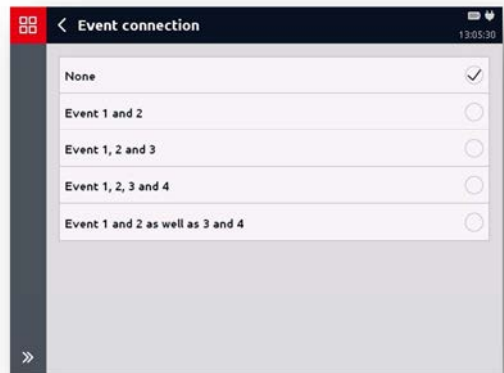 Event connection
13:05:30
None
Event 1 and 2
Event 1, 2 and 3
Event 1, 2, 3 and 4
Event 1 and 2 as well as 3 and 4